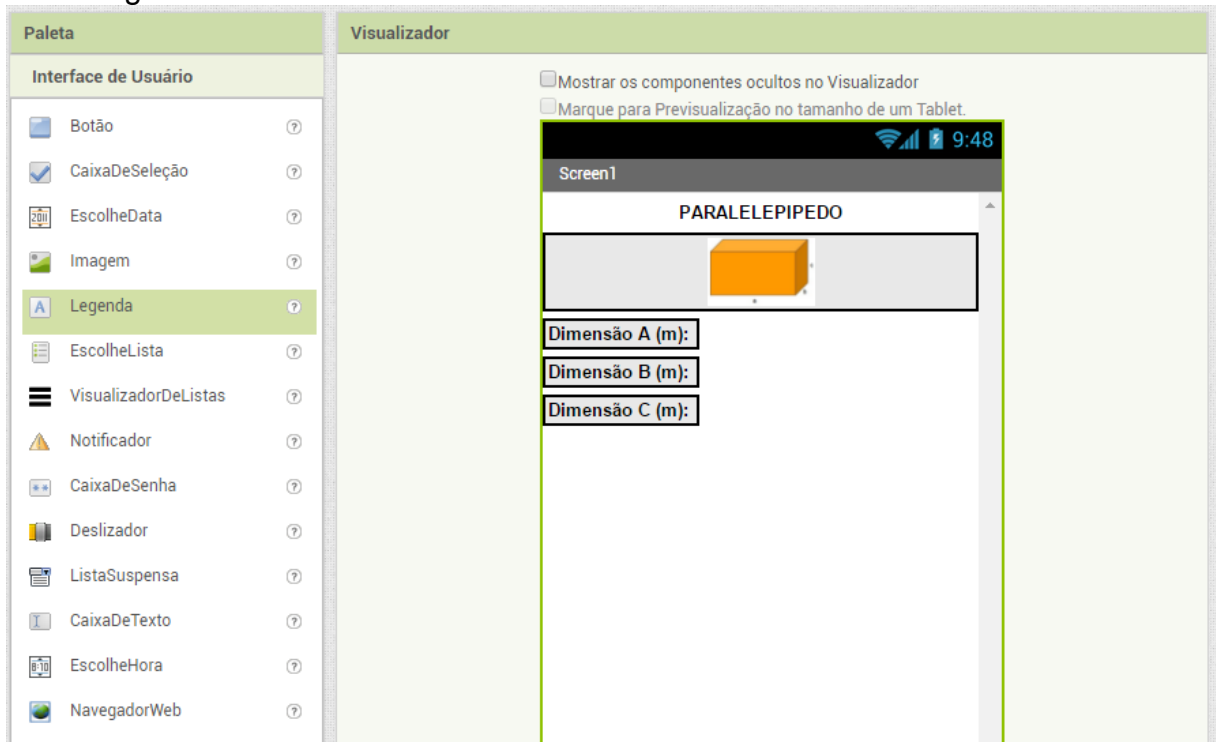 Paleta
Interface de Usuário
Botão
CaixaDeSeleção
EscolheData
Imagem
Legenda
EscolheLista
VisualizadorDeListas
Notificador
CaixaDeSenha
Deslizador
ListaSuspensa
CaixaDeTexto
EscolheHora
NavegadorWeb
Visualizador
Mostrar os componentes ocultos no Visualizador
Marque para Previsualização no tamanho de um Tablet.
9:48
Screen1
PARALELEPIPEDO
Dimensão A (m):
Dimensão B (m):
Dimensão C (m):